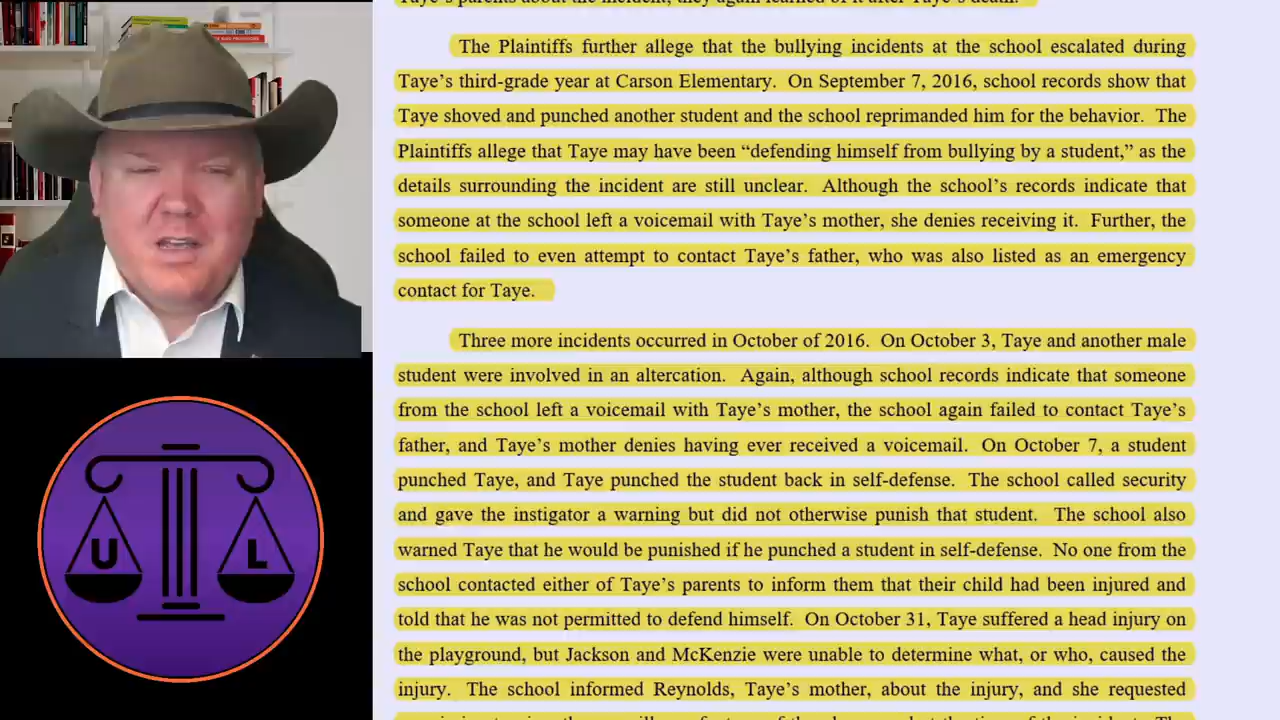 Taye's parents about the incident; they again learned of it after Taye's death.
The Plaintiffs further allege that the bullying incidents at the school escalated during
Taye's third-grade year at Carson Elementary. On September 7, 2016, school records show that
Taye shoved and punched another student and the school reprimanded him for the behavior. The
Plaintiffs allege that Taye may have been “defending himself from bullying by a student,” as the
details surrounding the incident are still unclear. Although the school's records indicate that
someone at the school left a voicemail with Taye's mother, she denies receiving it. Further, the
school failed to even attempt to contact Taye's father, who was also listed as an emergency
contact for Taye.
Three more incidents occurred in October of 2016. On October 3, Taye and another male
student were involved in an altercation. Again, although school records indicate that someone
from the school left a voicemail with Taye's mother, the school again failed to contact Taye's
father, and Taye's mother denies having ever received a voicemail. On October 7, a student
punched Taye, and Taye punched the student back in self-defense. The school called security
and gave the instigator a warning but did not otherwise punish that student. The school also
warned Taye that he would be punished if he punched a student in self-defense. No one from the
school contacted either of Taye's parents to inform them that their child had been injured and
told that he was not permitted to defend himself. On October 31, Taye suffered a head injury on
the playground, but Jackson and McKenzie were unable to determine what, or who, caused the
injury. The school informed Reynolds, Taye's mother, about the injury, and she requested
U L